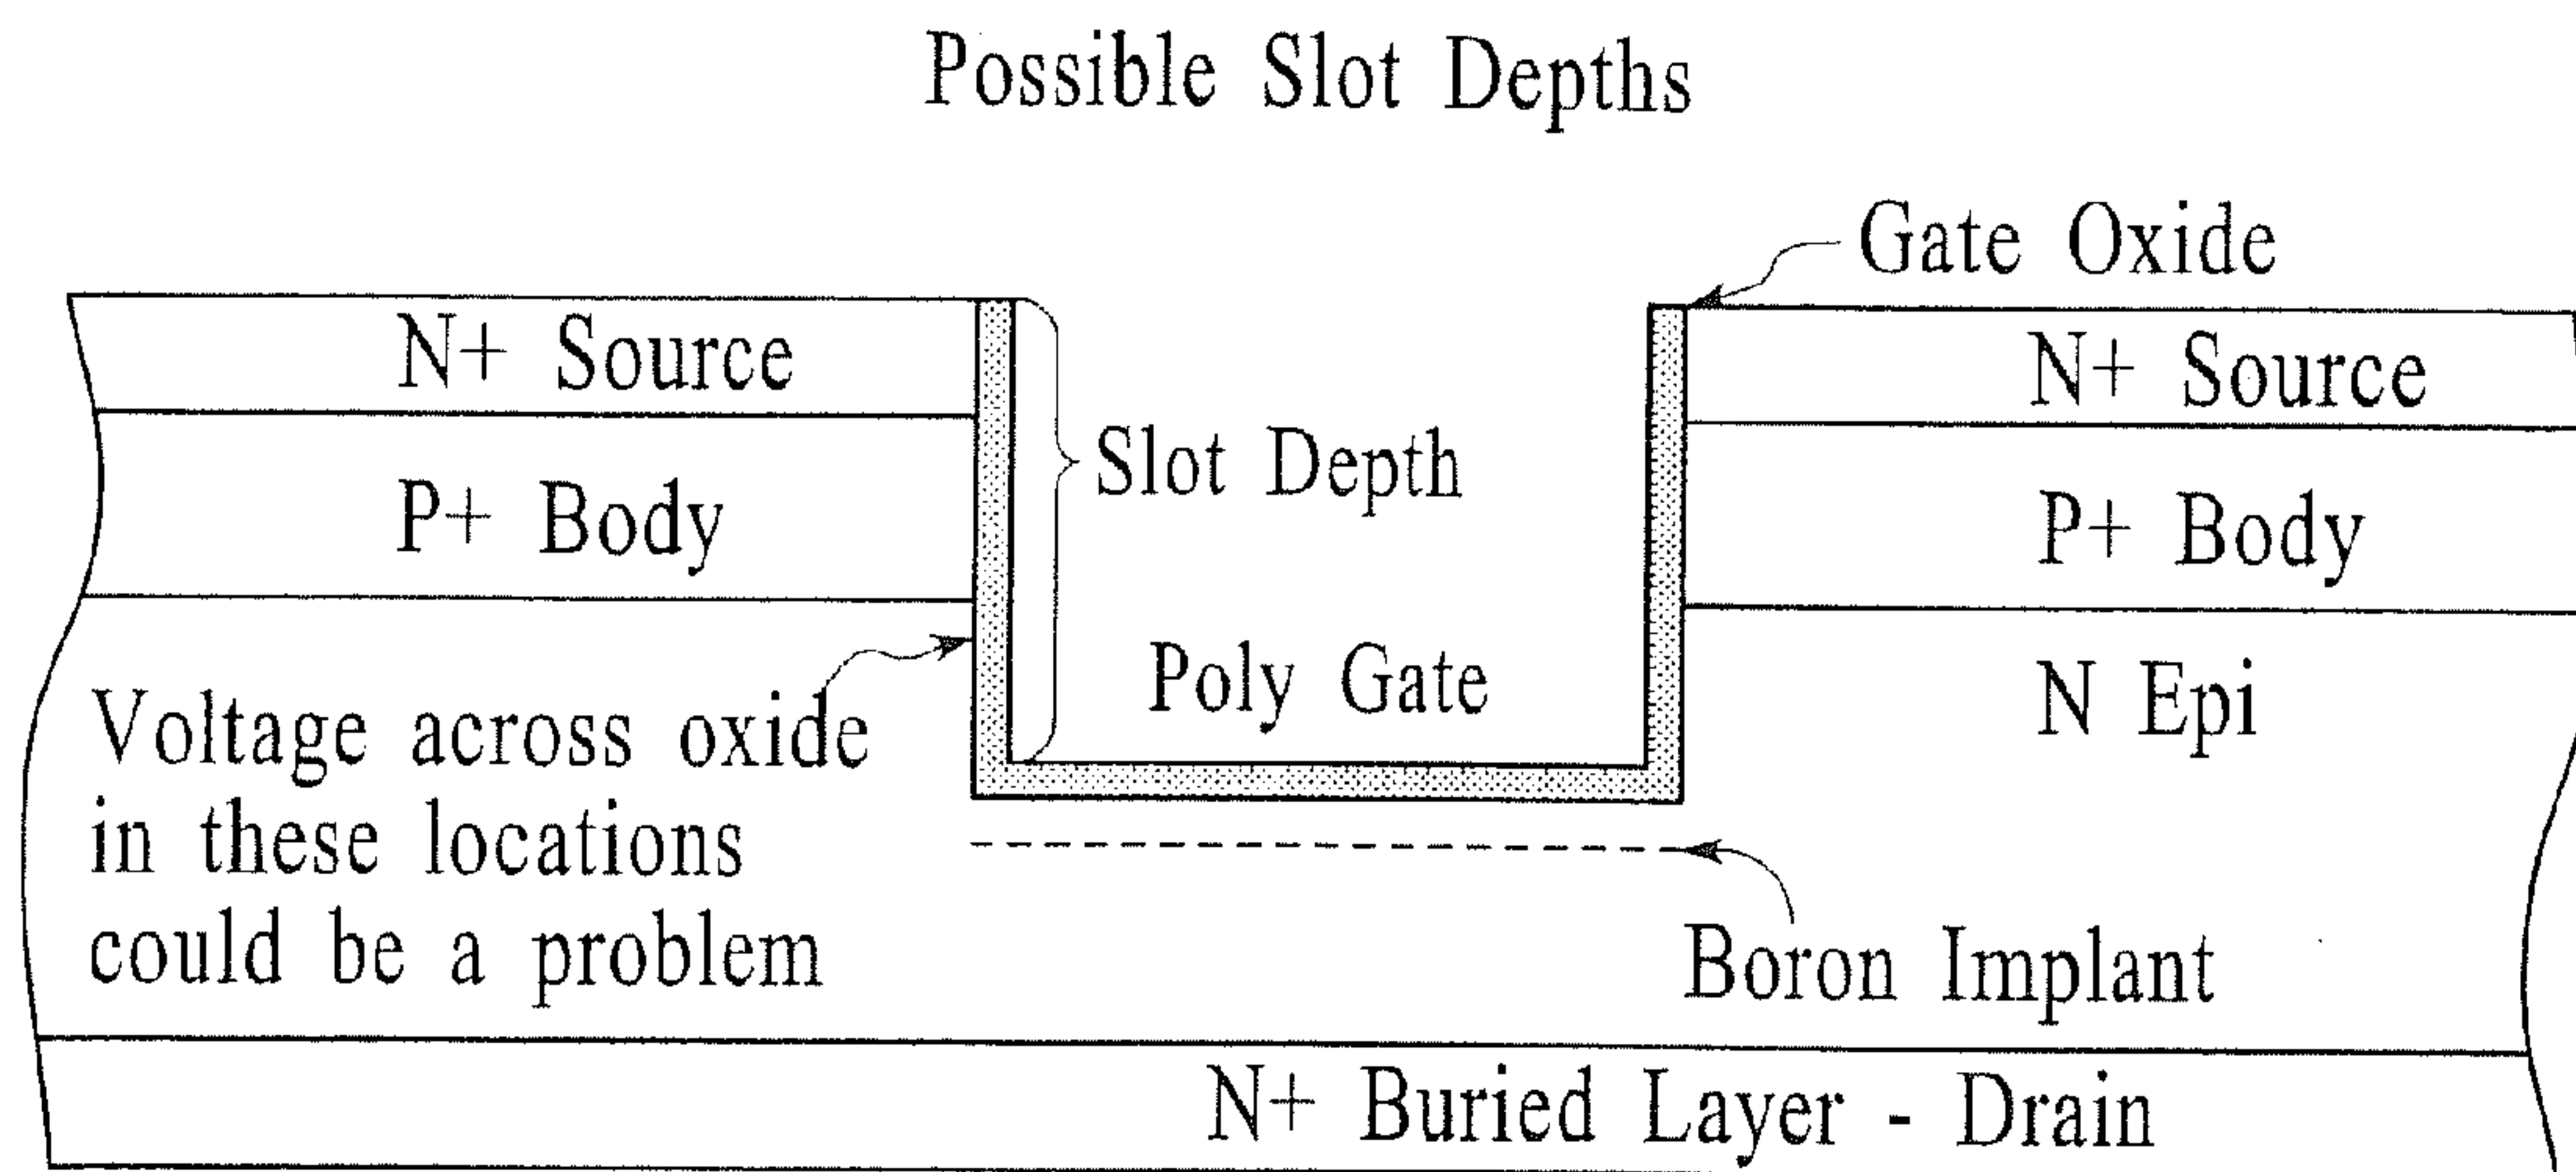 Possible Slot Depths
Gate Oxide
N+ Source
N+ Source
Slot Depth
P+ Body
P+ Body
Poly Gate
N Epi
Voltage across oxide
in these locations
could be a problem
Boron Implant
N+ Buried Layer - Drain